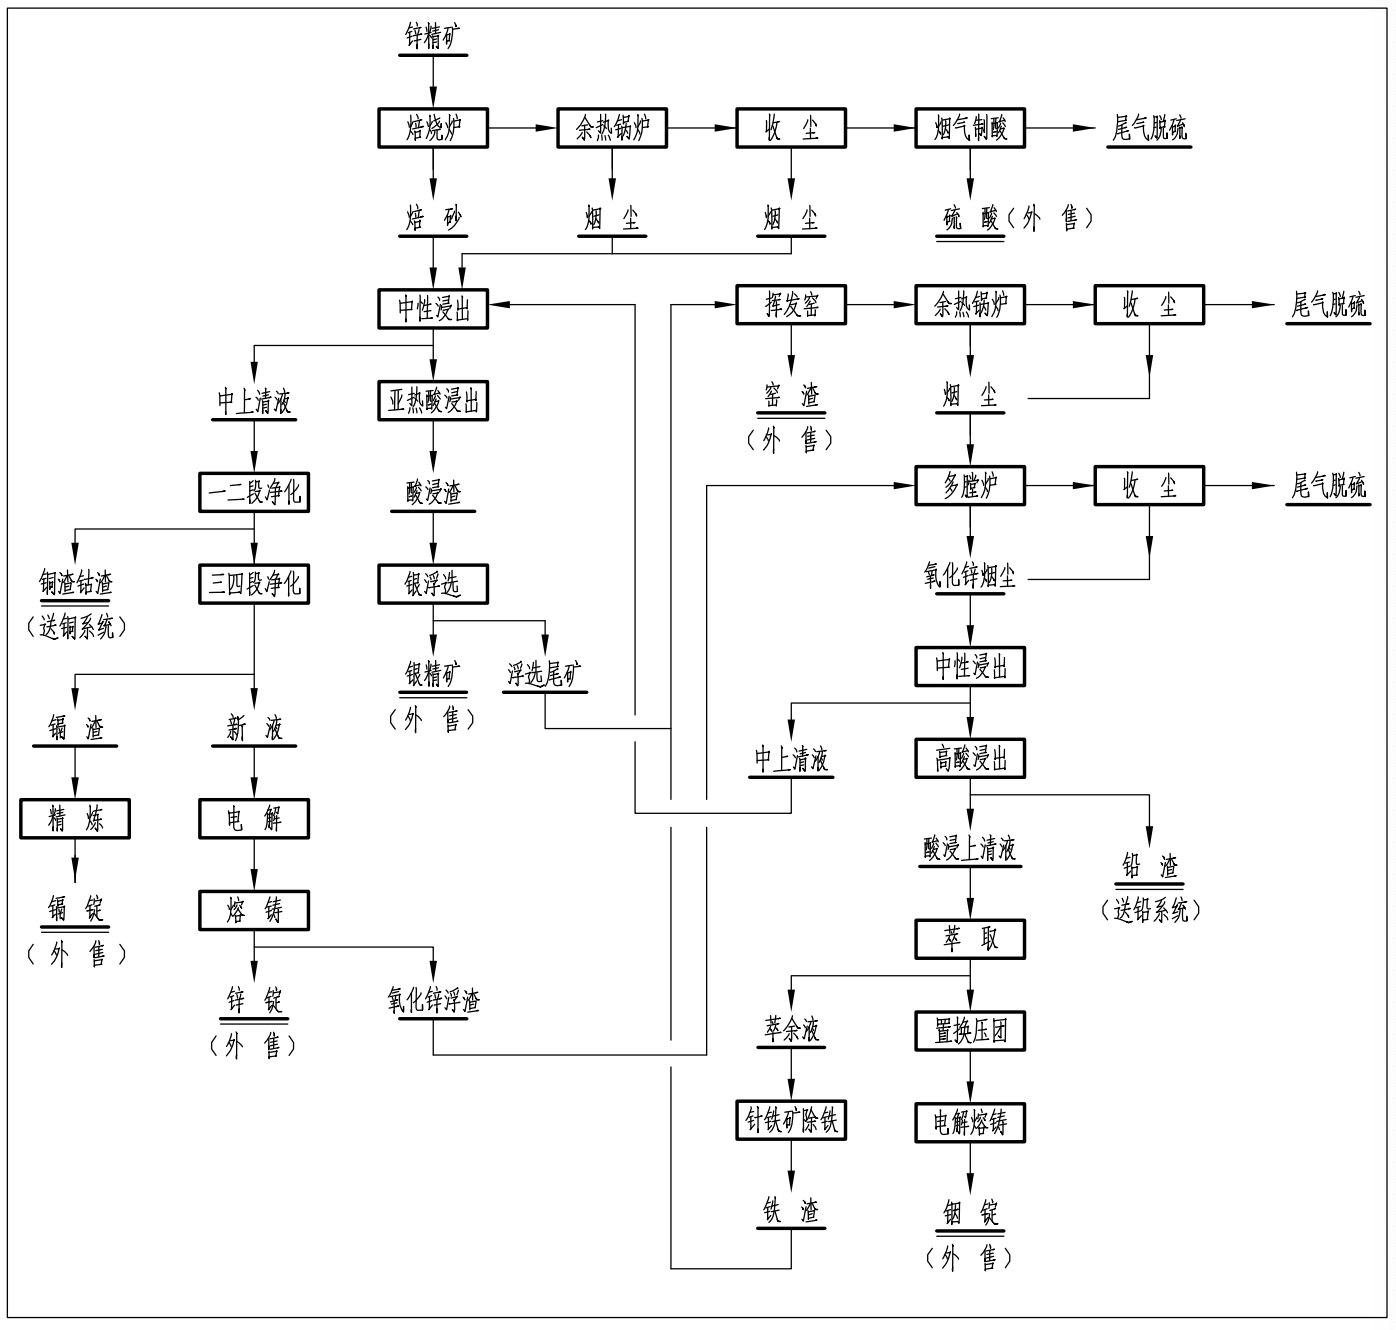 锌精矿
焙烧炉
余热锅炉
收 尘
烟气制酸
尾气脱硫
焙 砂
烟 尘
烟 尘
硫 酸(外 售)
中性浸出
挥发窑
余热锅炉
收 尘
尾气脱硫
中上清液
亚热酸浸出
窑 渣
(外 售)
烟 尘
一二段净化
酸浸渣
多膛炉
收 尘
尾气脱硫
铜渣钴渣
(送铜系统)
三四段净化
银浮选
氧化锌烟尘
银精矿
(外 售)
浮选尾矿
中性浸出
镉 渣
新 液
中上清液
高酸浸出
精 炼
电 解
酸浸上清液
铅 渣
(送铅系统)
镉 锭
(外 售)
熔 铸
萃 取
锌 锭
(外 售)
氧化锌浮渣
萃余液
置换压团
针铁矿除铁
电解熔铸
铁 渣
铟 锭
(外 售)